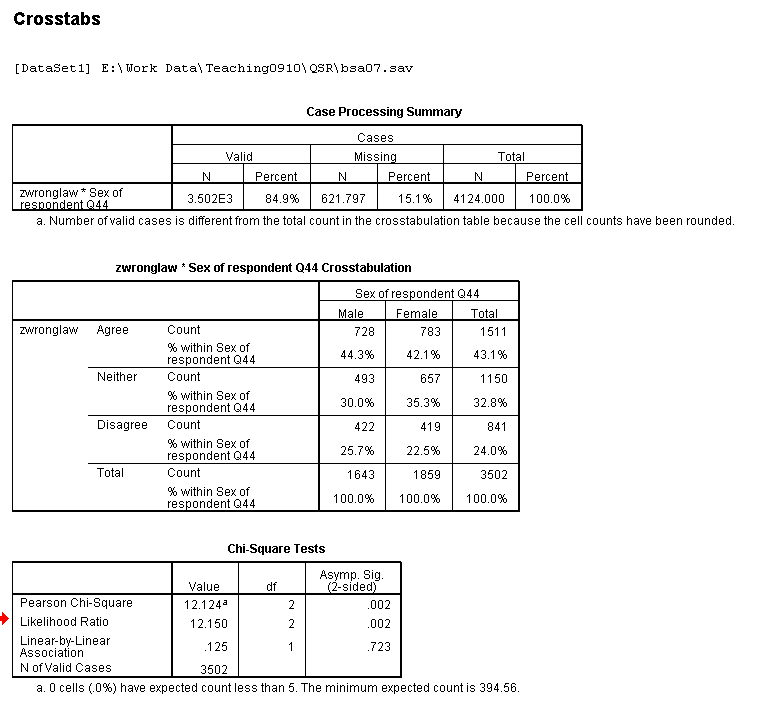 Crosstabs
[DataSet1] E:\Work Data\Teaching0910\QSR\bsa07.sav
Case Processing Summary
Cases
Valid Missing Total
N Percent N Percent N Percent
zwronglaw * Sex of respondent Q44 3.502E3 84.9% 621.797 15.1% 4124.000 100.0%
a. Number of valid cases is different from the total count in the crosstabulation table because the cell counts have been rounded.
zwronglaw * Sex of respondent Q44 Crosstabulation
Sex of respondent Q44
Male Female Total
zwronglaw Agree Count 728 783 1511
% within Sex of respondent Q44 44.3% 42.1% 43.1%
Neither Count 493 657 1150
% within Sex of respondent Q44 30.0% 35.3% 32.8%
Disagree Count 422 419 841
% within Sex of respondent Q44 25.7% 22.5% 24.0%
Total Count 1643 1859 3502
% within Sex of respondent Q44 100.0% 100.0% 100.0%
Chi-Square Tests
Value df Asymp. Sig. (2-sided)
Pearson Chi-Square 12.124a 2 .002
Likelihood Ratio 12.150 2 .002
Linear-by-Linear Association .125 1 .723
N of Valid Cases 3502
a. 0 cells (.0%) have expected count less than 5. The minimum expected count is 394.56.